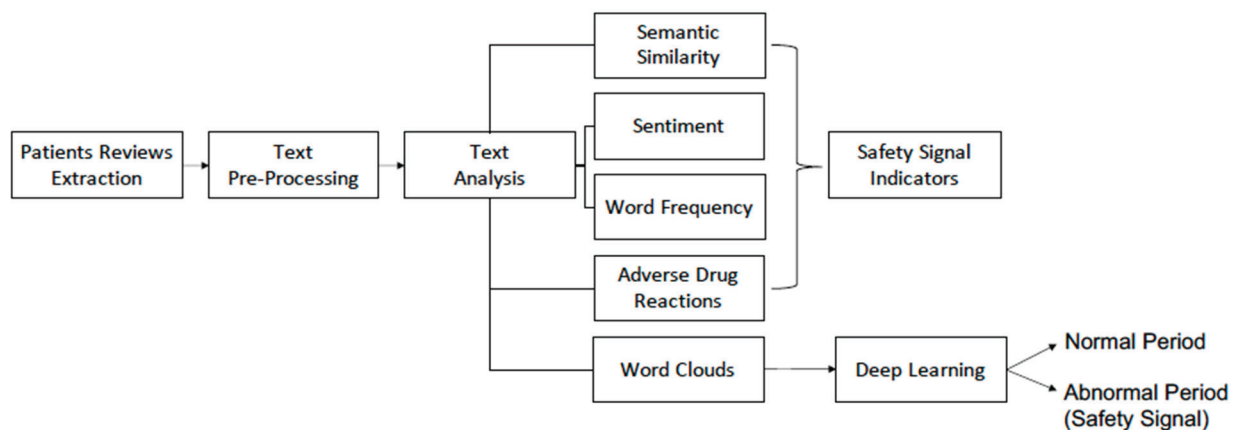 Patients Reviews
Extraction
Text
Pre-Processing
Text
Analysis
Semantic
Similarity
Sentiment
Word Frequency
Adverse Drug
Reactions
Word Clouds
Safety Signal
Indicators
Deep Learning
Normal Period
Abnormal Period
(Safety Signal)